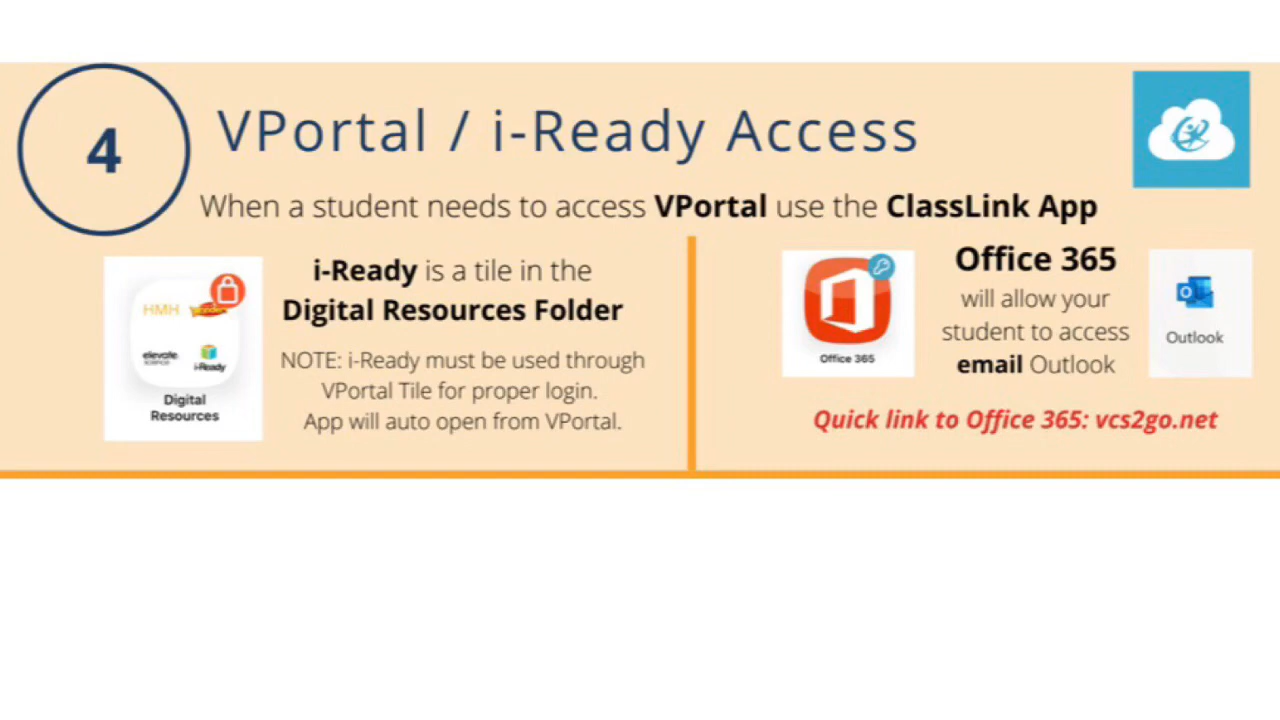 4
VPortal / i-Ready Access
When a student needs to access VPortal use the ClassLink App
HMH
elevate
SCIENCE
i-Ready
Digital
Resources
i-Ready is a tile in the
Digital Resources Folder
NOTE: i-Ready must be used through
VPortal Tile for proper login.
App will auto open from VPortal.
Office 365
Office 365
will allow your
student to access
email Outlook
Outlook
Quick link to Office 365: vcs2go.net